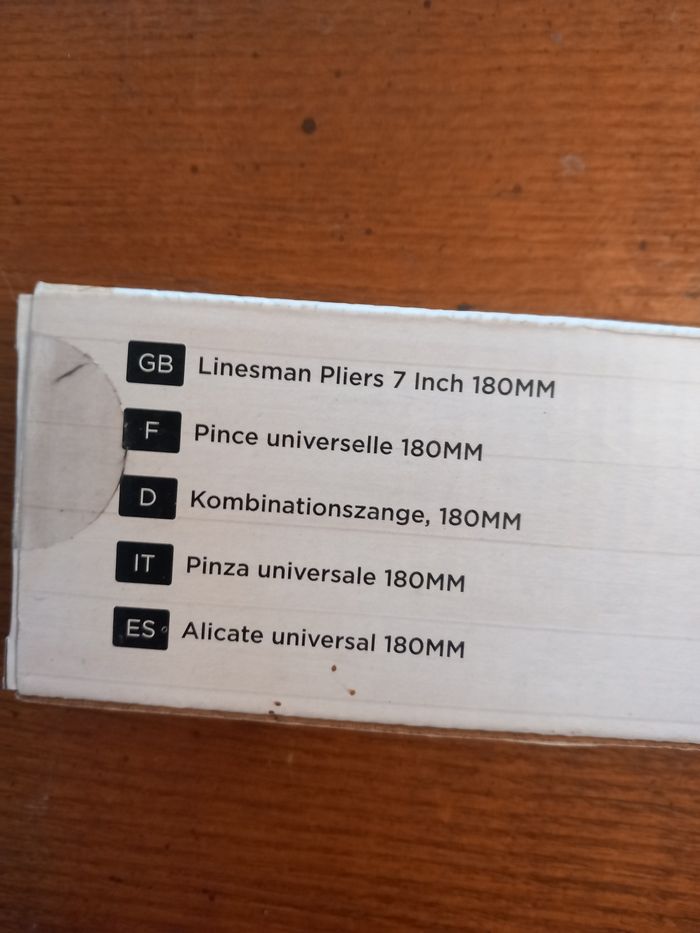 GB Linesman Pliers 7 Inch 180MM
F Pince universelle 180MM
D Kombinationszange, 180MM
IT Pinza universale 180MM
ES Alicate universal 180MM